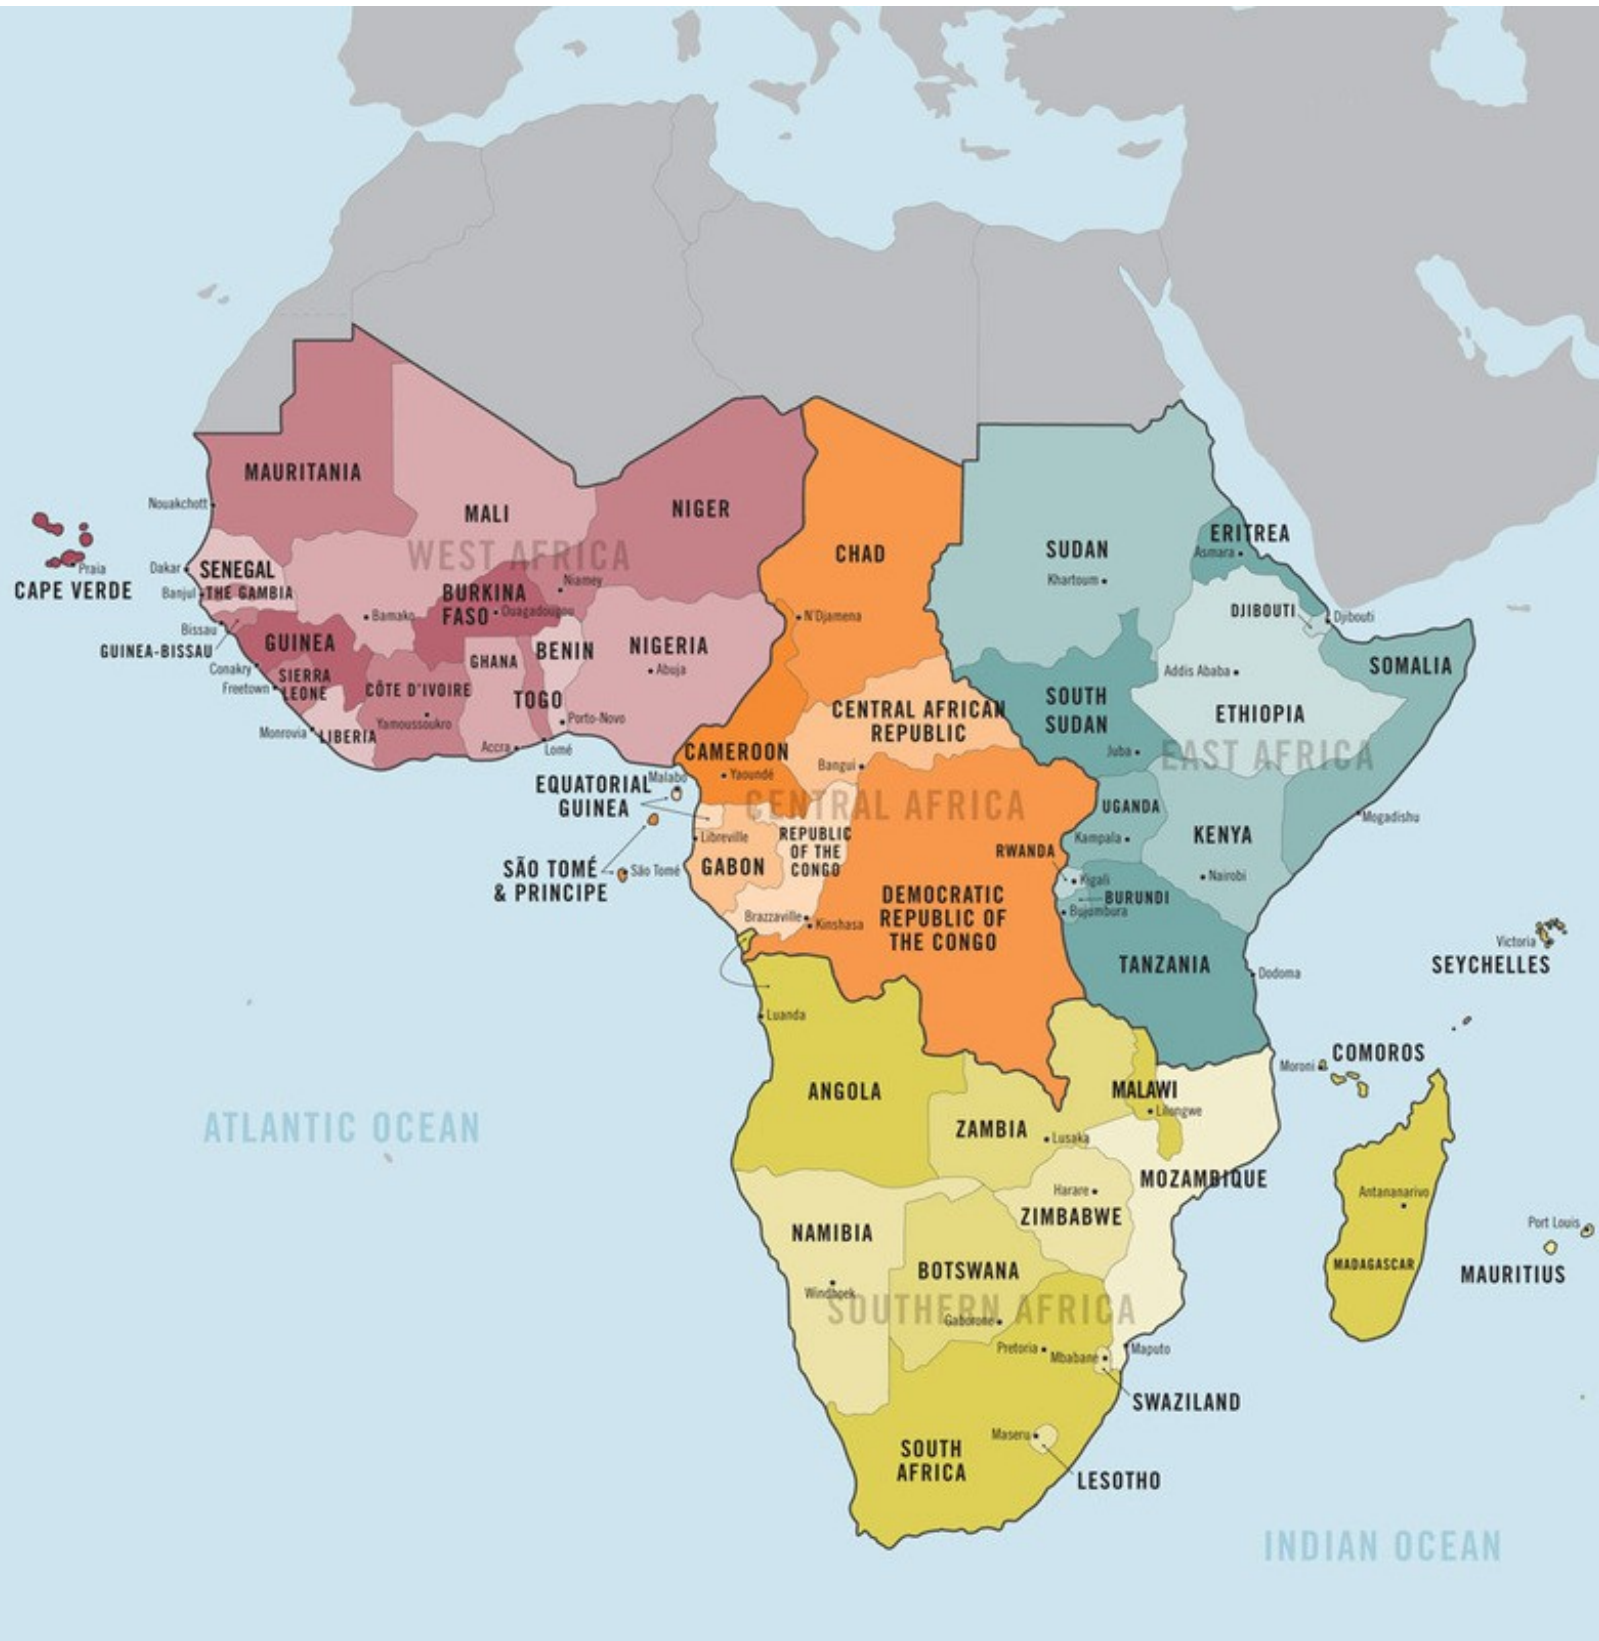 MAURITANIA
Nouakchott
MALI
NIGER
WEST AFRICA
CHAD
SUDAN
Khartoum
ERITREA
Asmara
Praia
CAPE VERDE
Dakar
SENEGAL
Banjul
THE GAMBIA
Bissau
GUINEA-BISSAU
GUINEA
Conakry
SIERRA
LEONE
Freetown
Monrovia
LIBERIA
Bamako
BURKINA
FASO
Ouagadougou
Niamey
CÔTE D'IVOIRE
Yamoussoukro
GHANA
Accra
TOGO
Lomé
BENIN
Porto-Novo
NIGERIA
Abuja
N'Djamena
DJIBOUTI
Djibouti
SOMALIA
Addis Ababa
ETHIOPIA
EAST AFRICA
SOUTH
SUDAN
Juba
CENTRAL AFRICAN
REPUBLIC
Bangui
CAMEROON
Yaoundé
CENTRAL AFRICA
Malabo
EQUATORIAL
GUINEA
Libreville
GABON
SÃO TOMÉ
& PRINCIPE
São Tomé
REPUBLIC
OF THE
CONGO
Brazzaville
Kinshasa
DEMOCRATIC
REPUBLIC OF
THE CONGO
UGANDA
Kampala
KENYA
Nairobi
Mogadishu
RWANDA
Kigali
BURUNDI
Bujumbura
TANZANIA
Dodoma
Victoria
SEYCHELLES
Luanda
ANGOLA
ZAMBIA
Lusaka
MALAWI
Lilongwe
Moroni
COMOROS
ATLANTIC OCEAN
MOZAMBIQUE
Harare
ZIMBABWE
NAMIBIA
Windhoek
BOTSWANA
Gaborone
SOUTHERN AFRICA
Antananarivo
MADAGASCAR
Port Louis
MAURITIUS
Pretoria
Mbabane
Maputo
SWAZILAND
Maseru
LESOTHO
SOUTH
AFRICA
INDIAN OCEAN